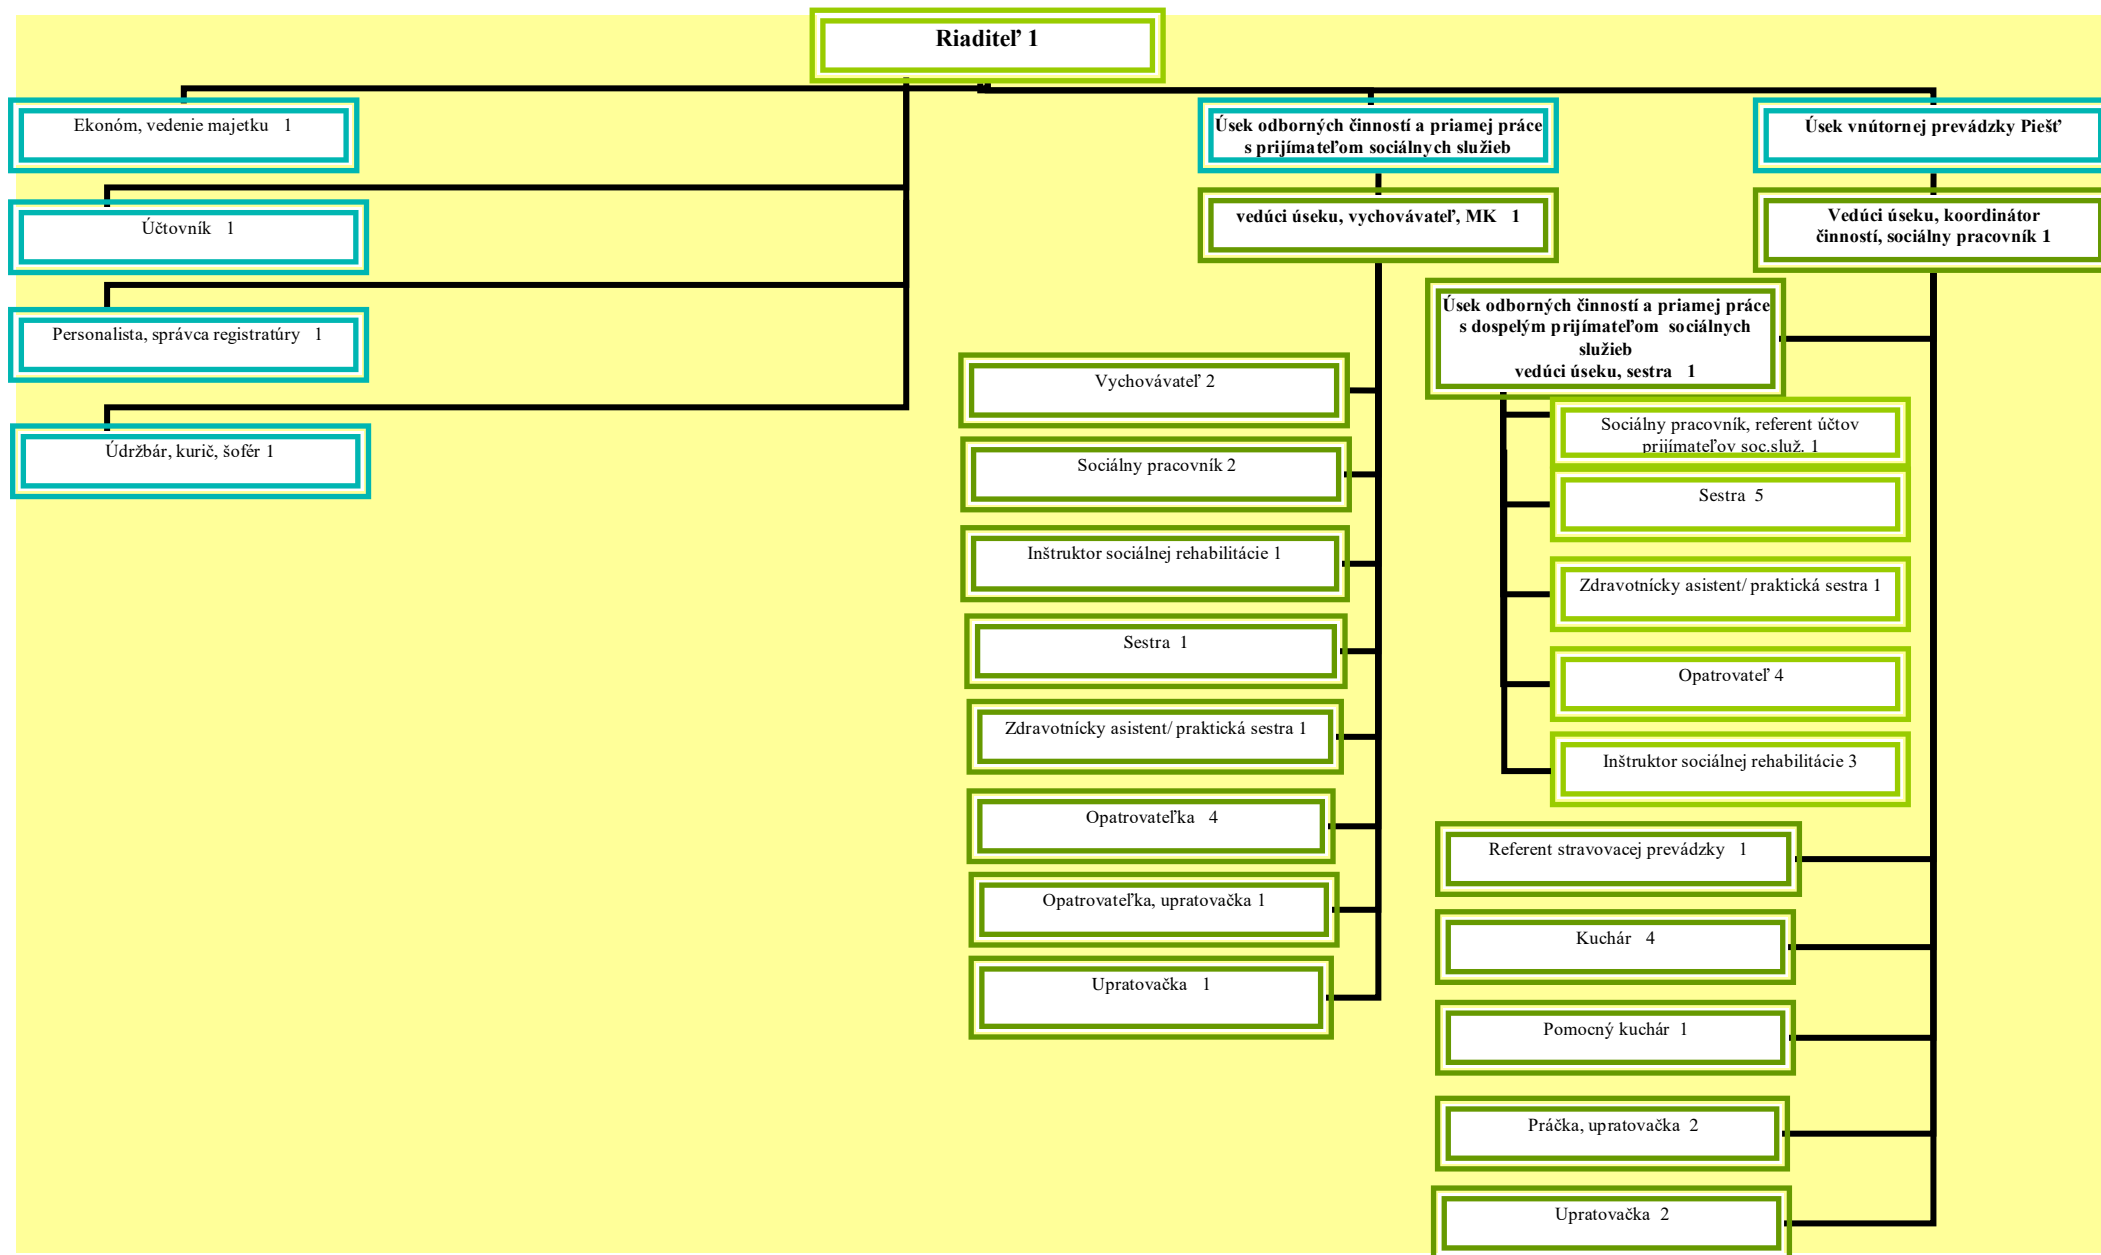 Riaditeľ 1
Ekonóm, vedenie majetku 1
Účtovník 1
Personalista, správca registratúry 1
Údržbár, kurič, šofér 1
Úsek odborných činností a priamej práce
s prijímateľom sociálnych služieb
vedúci úseku, vychovávateľ, MK 1
Vychovávateľ 2
Sociálny pracovník 2
Inštruktor sociálnej rehabilitácie 1
Sestra 1
Zdravotnícky asistent/ praktická sestra 1
Opatrovateľka 4
Opatrovateľka, upratovačka 1
Upratovačka 1
Úsek vnútornej prevádzky Piešť
Vedúci úseku, koordinátor
činností, sociálny pracovník 1
Úsek odborných činností a priamej práce
s dospelým prijímateľom sociálnych
služieb
vedúci úseku, sestra 1
Sociálny pracovník, referent účtov
prijímateľov soc.služ. 1
Sestra 5
Zdravotnícky asistent/ praktická sestra 1
Opatrovateľ 4
Inštruktor sociálnej rehabilitácie 3
Referent stravovacej prevádzky 1
Kuchár 4
Pomocný kuchár 1
Práčka, upratovačka 2
Upratovačka 2